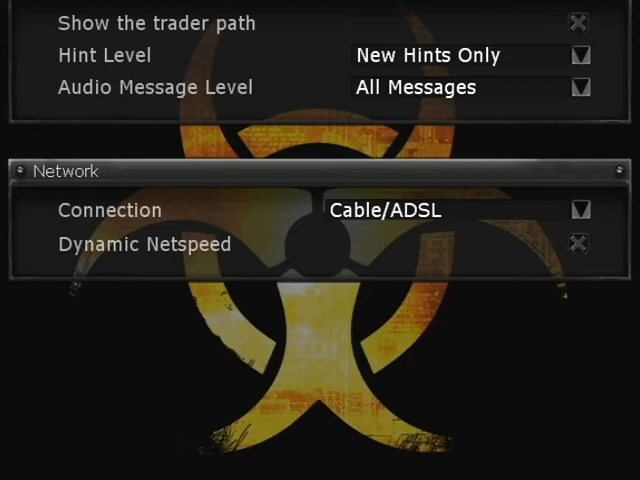 Show the trader path
Hint Level New Hints Only
Audio Message Level All Messages
Network
Connection Cable/ADSL
Dynamic Netspeed